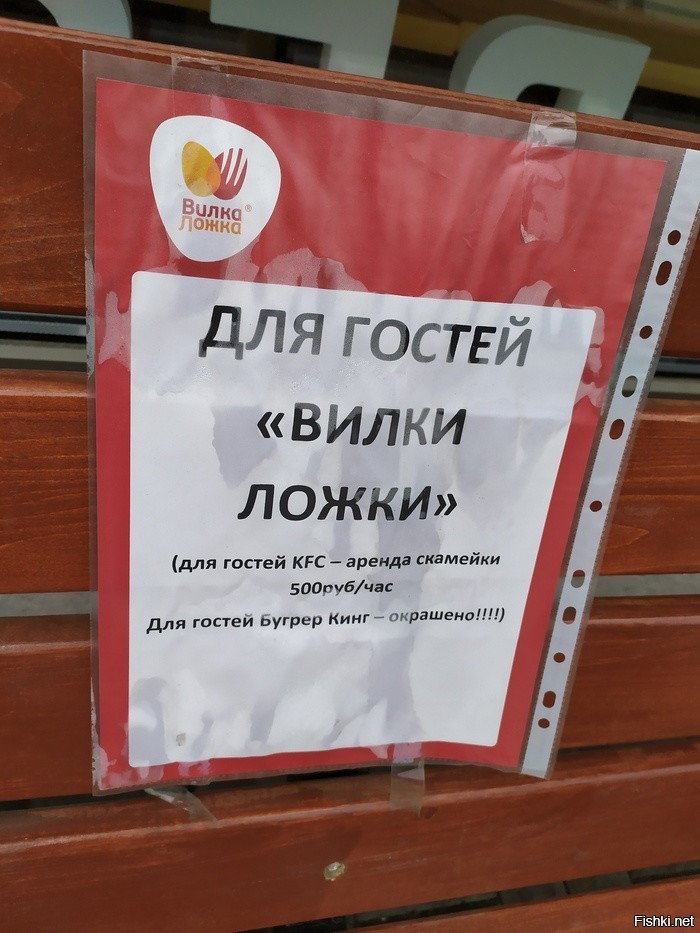 ВИЛКА®
ЛОЖКА
ДЛЯ ГОСТЕЙ
«ВИЛКИ
ЛОЖКИ»
(для гостей KFC – аренда скамейки
500руб/час
Для гостей Бугрер Кинг – окрашено!!!!)
Fishki.net